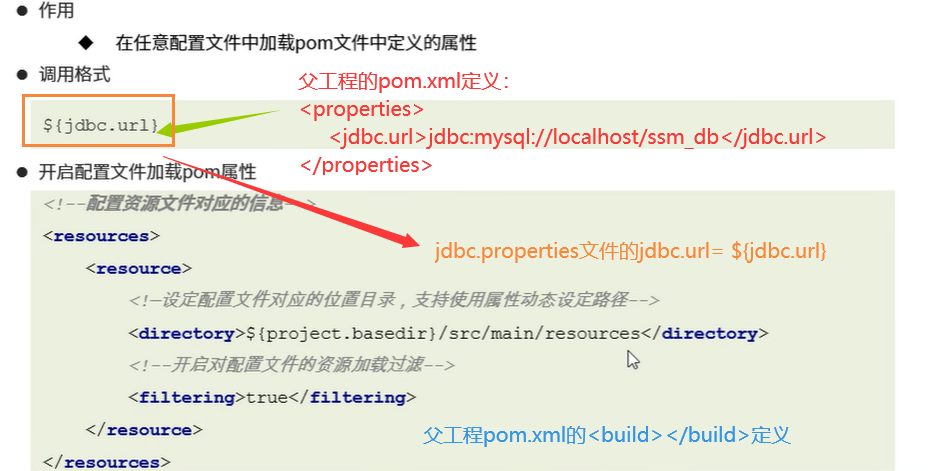 ● 作用
◆ 在任意配置文件中加载pom文件中定义的属性
● 调用格式
父工程的pom.xml定义：
<properties>
<jdbc.url>jdbc:mysql://localhost/ssm_db</jdbc.url>
</properties>
${jdbc.url}
● 开启配置文件加载pom属性
<!--配置资源文件对应的信息-->
<resources>
jdbc.properties文件的jdbc.url= ${jdbc.url}
<resource>
<!—设定配置文件对应的位置目录，支持使用属性动态设定路径-->
<directory>${project.basedir}/src/main/resources</directory>
<!--开启对配置文件的资源加载过滤-->
<filtering>true</filtering>
</resource>
父工程pom.xml的<build></build>定义
</resources>